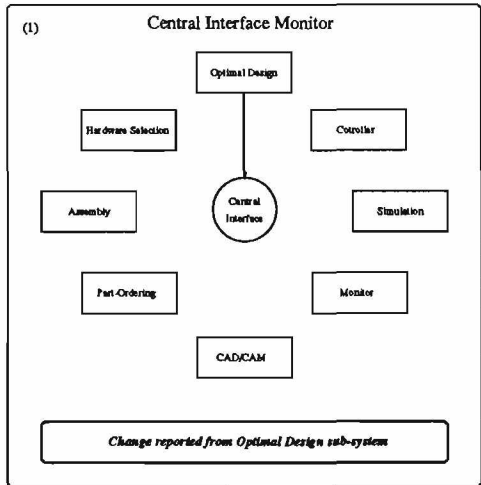 (1)
Central Interface Monitor
Optimal Design
Hardware Selection
Cotroller
Assembly
Central
Interface
Simulation
Part-Ordering
Monitor
CAD/CAM
Change reported from Optimal Design sub-system